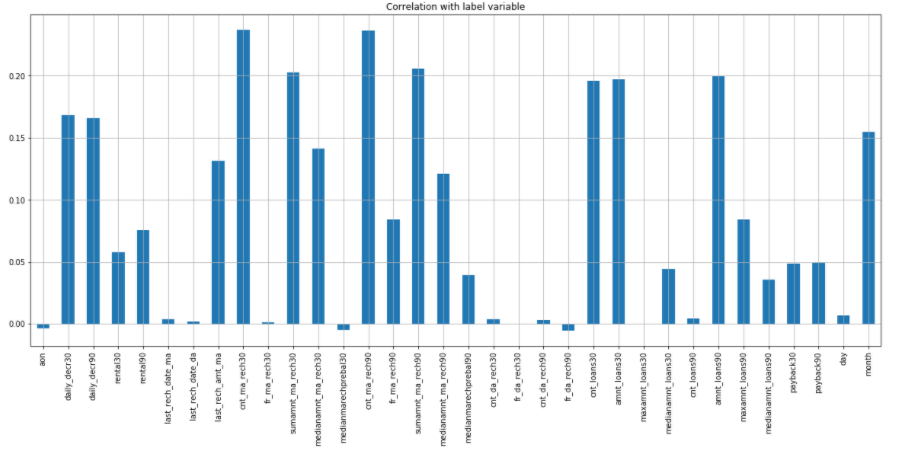 Correlation with label variable
0.20
0.15
0.10
0.05
0.00
aon
daily_decr30
daily_decr90
rental30
rental90
last_rech_date_ma
last_rech_date_da
last_rech_amt_ma
cnt_ma_rech30
fr_ma_rech30
sumamnt_ma_rech30
medianamnt_ma_rech30
medianmarechprebal30
cnt_ma_rech90
fr_ma_rech90
sumamnt_ma_rech90
medianamnt_ma_rech90
medianmarechprebal90
cnt_da_rech30
fr_da_rech30
cnt_da_rech90
fr_da_rech90
cnt_loans30
amnt_loans30
maxamnt_loans30
medianamnt_loans30
cnt_loans90
amnt_loans90
maxamnt_loans90
medianamnt_loans90
payback30
payback90
day
month